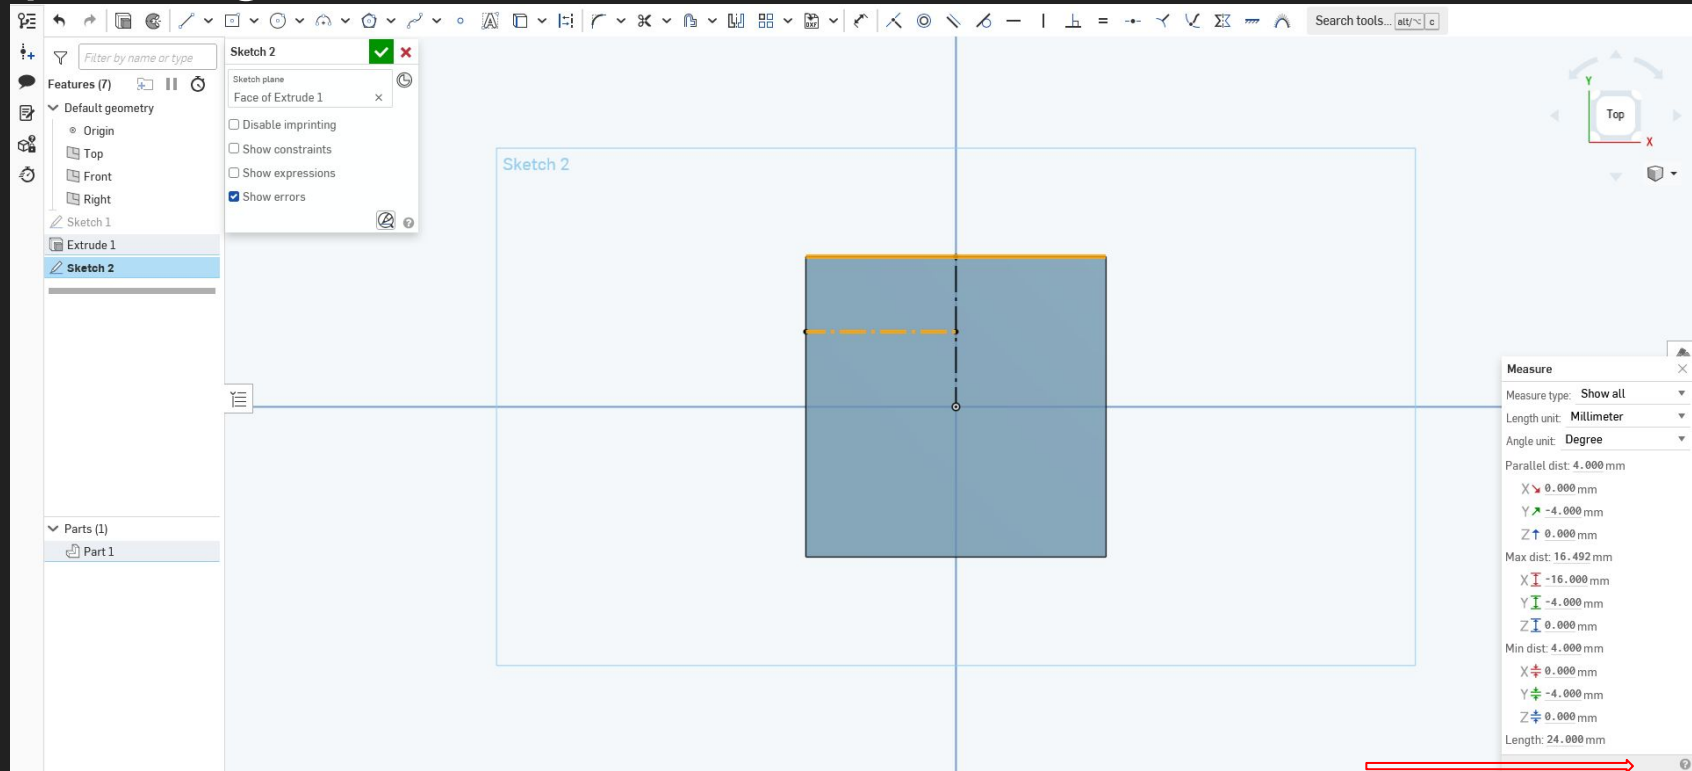 Search tools... alt/⌥ c
Sketch 2
Filter by name or type
Features (7)
Sketch plane
Face of Extrude 1
Default geometry
Origin
Top
Front
Right
Sketch 1
Extrude 1
Sketch 2
Disable imprinting
Show constraints
Show expressions
Show errors
Sketch 2
Y
Top
X
Parts (1)
Part 1
Measure
Measure type: Show all
Length unit: Millimeter
Angle unit: Degree
Parallel dist: 4.000 mm
X 0.000 mm
Y -4.000 mm
Z 0.000 mm
Max dist: 16.492 mm
X -16.000 mm
Y -4.000 mm
Z 0.000 mm
Min dist: 4.000 mm
X 0.000 mm
Y -4.000 mm
Z 0.000 mm
Length: 24.000 mm